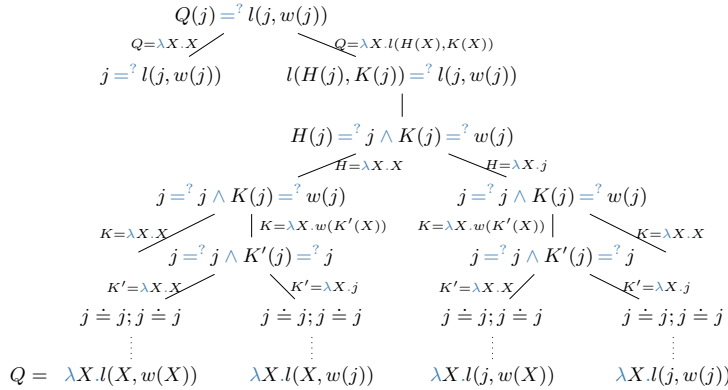 Q(j) =? l(j, w(j))
Q=λX.X Q=λX.l(H(X),K(X))
j =? l(j, w(j)) l(H(j), K(j)) =? l(j, w(j))
H(j) =? j ∧ K(j) =? w(j)
H=λX.X H=λX.j
j =? j ∧ K(j) =? w(j) j =? j ∧ K(j) =? w(j)
K=λX.X K=λX.w(K′(X)) K=λX.w(K′(X)) K=λX.X
j =? j ∧ K′(j) =? j j =? j ∧ K′(j) =? j
K′=λX.X K′=λX.j K′=λX.X K′=λX.j
j ≐ j; j ≐ j j ≐ j; j ≐ j j ≐ j; j ≐ j j ≐ j; j ≐ j
Q = λX.l(X, w(X)) λX.l(X, w(j)) λX.l(j, w(X)) λX.l(j, w(j))